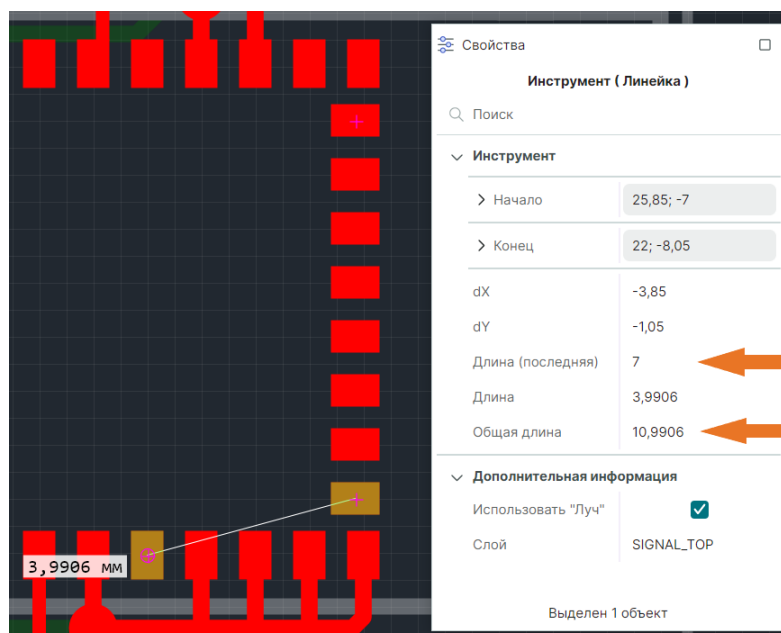 Свойства
Инструмент ( Линейка )
Поиск
Инструмент
Начало 25,85; -7
Конец 22; -8,05
dX -3,85
dY -1,05
Длина (последняя) 7
Длина 3,9906
Общая длина 10,9906
Дополнительная информация
Использовать "Луч"
Слой SIGNAL_TOP
3,9906 мм
Выделен 1 объект